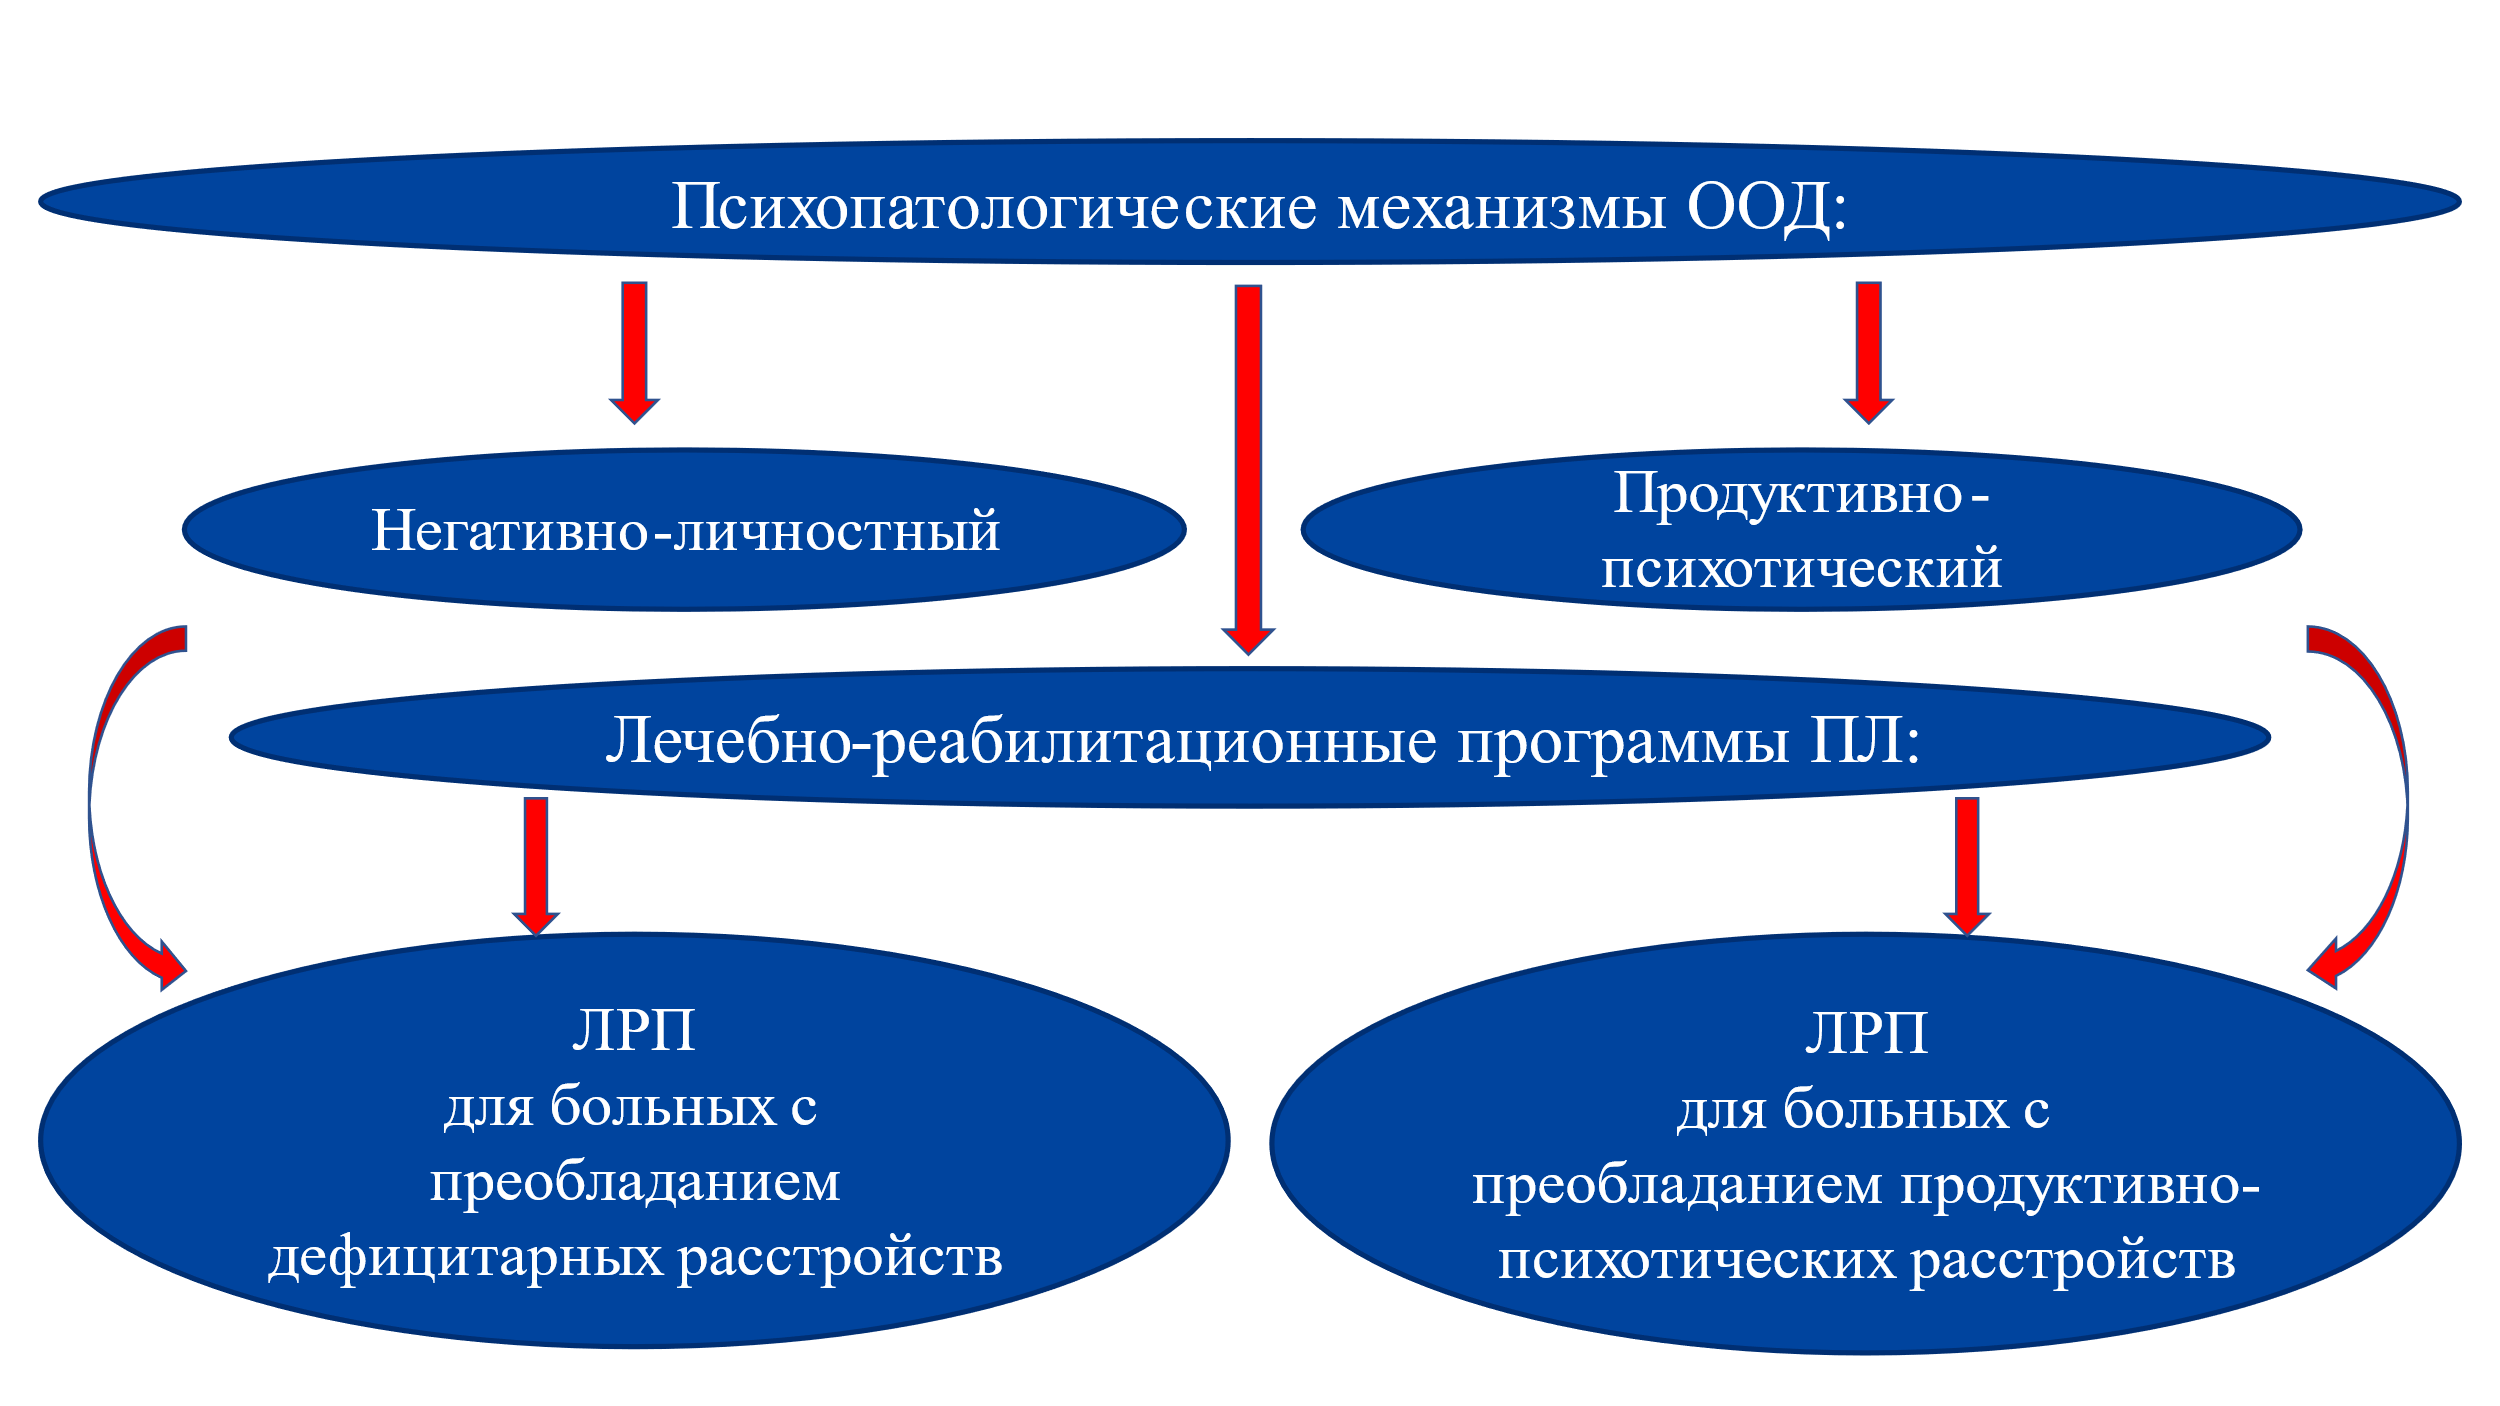 Психопатологические механизмы ООД:
Негативно-личностный
Продуктивно-
психотический
Лечебно-реабилитационные программы ПЛ:
ЛРП
для больных с
преобладанием
дефицитарных расстройств
ЛРП
для больных с
преобладанием продуктивно-
психотических расстройств